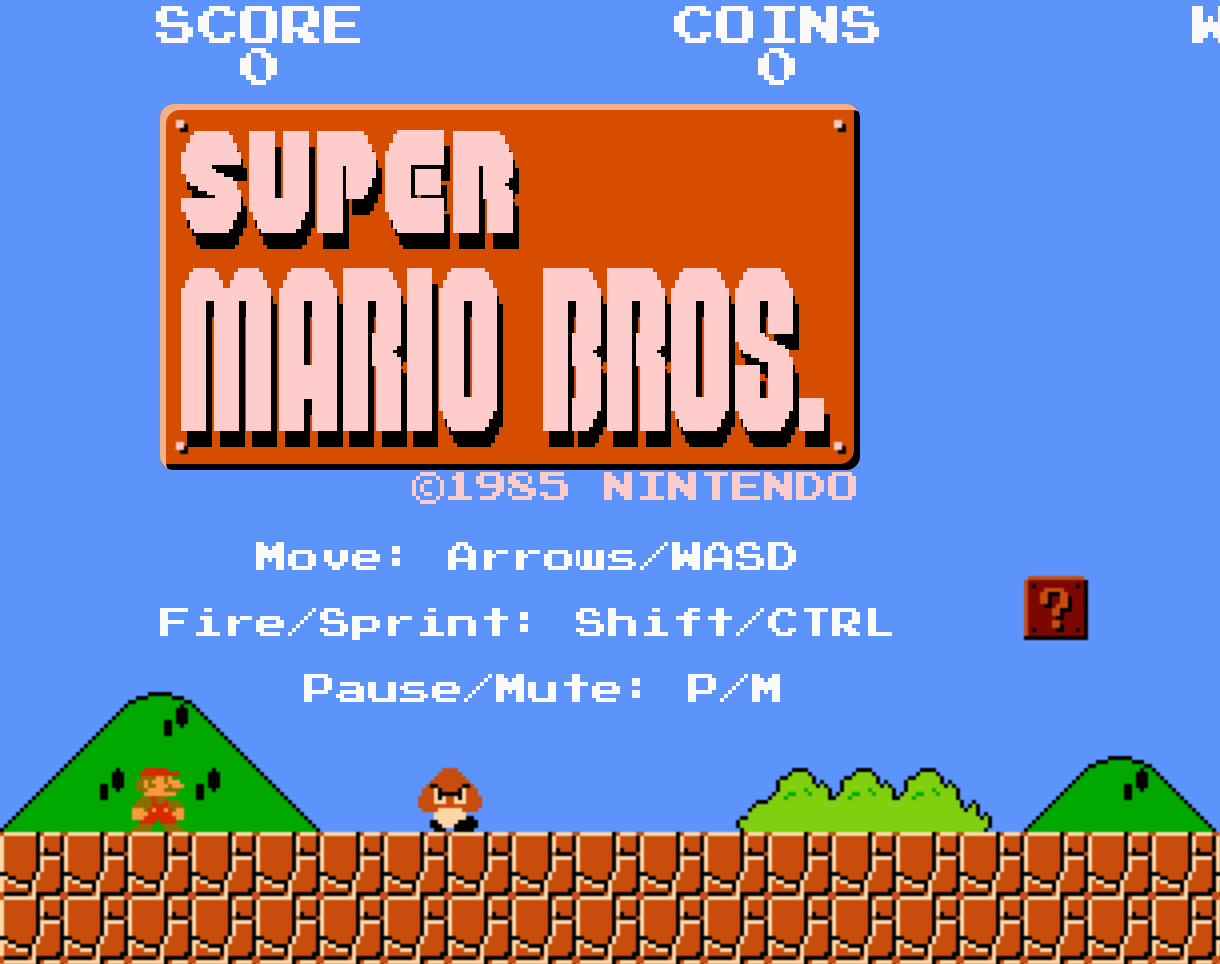 SCORE COINS W
0 0
SUPER
MARIO BROS.
©1985 NINTENDO
Move: Arrows/WASD
?
Fire/Sprint: Shift/CTRL
Pause/Mute: P/M